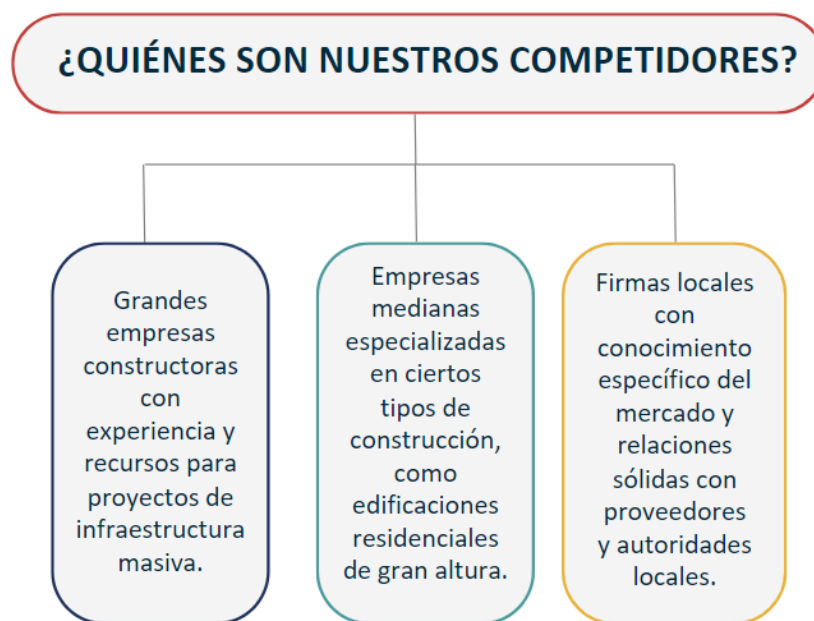 ¿QUIÉNES SON NUESTROS COMPETIDORES?
Grandes
empresas
constructoras
con
experiencia y
recursos para
proyectos de
infraestructura
masiva.
Empresas
medianas
especializadas
en ciertos
tipos de
construcción,
como
edificaciones
residenciales
de gran altura.
Firmas locales
con
conocimiento
específico del
mercado y
relaciones
sólidas con
proveedores
y autoridades
locales.